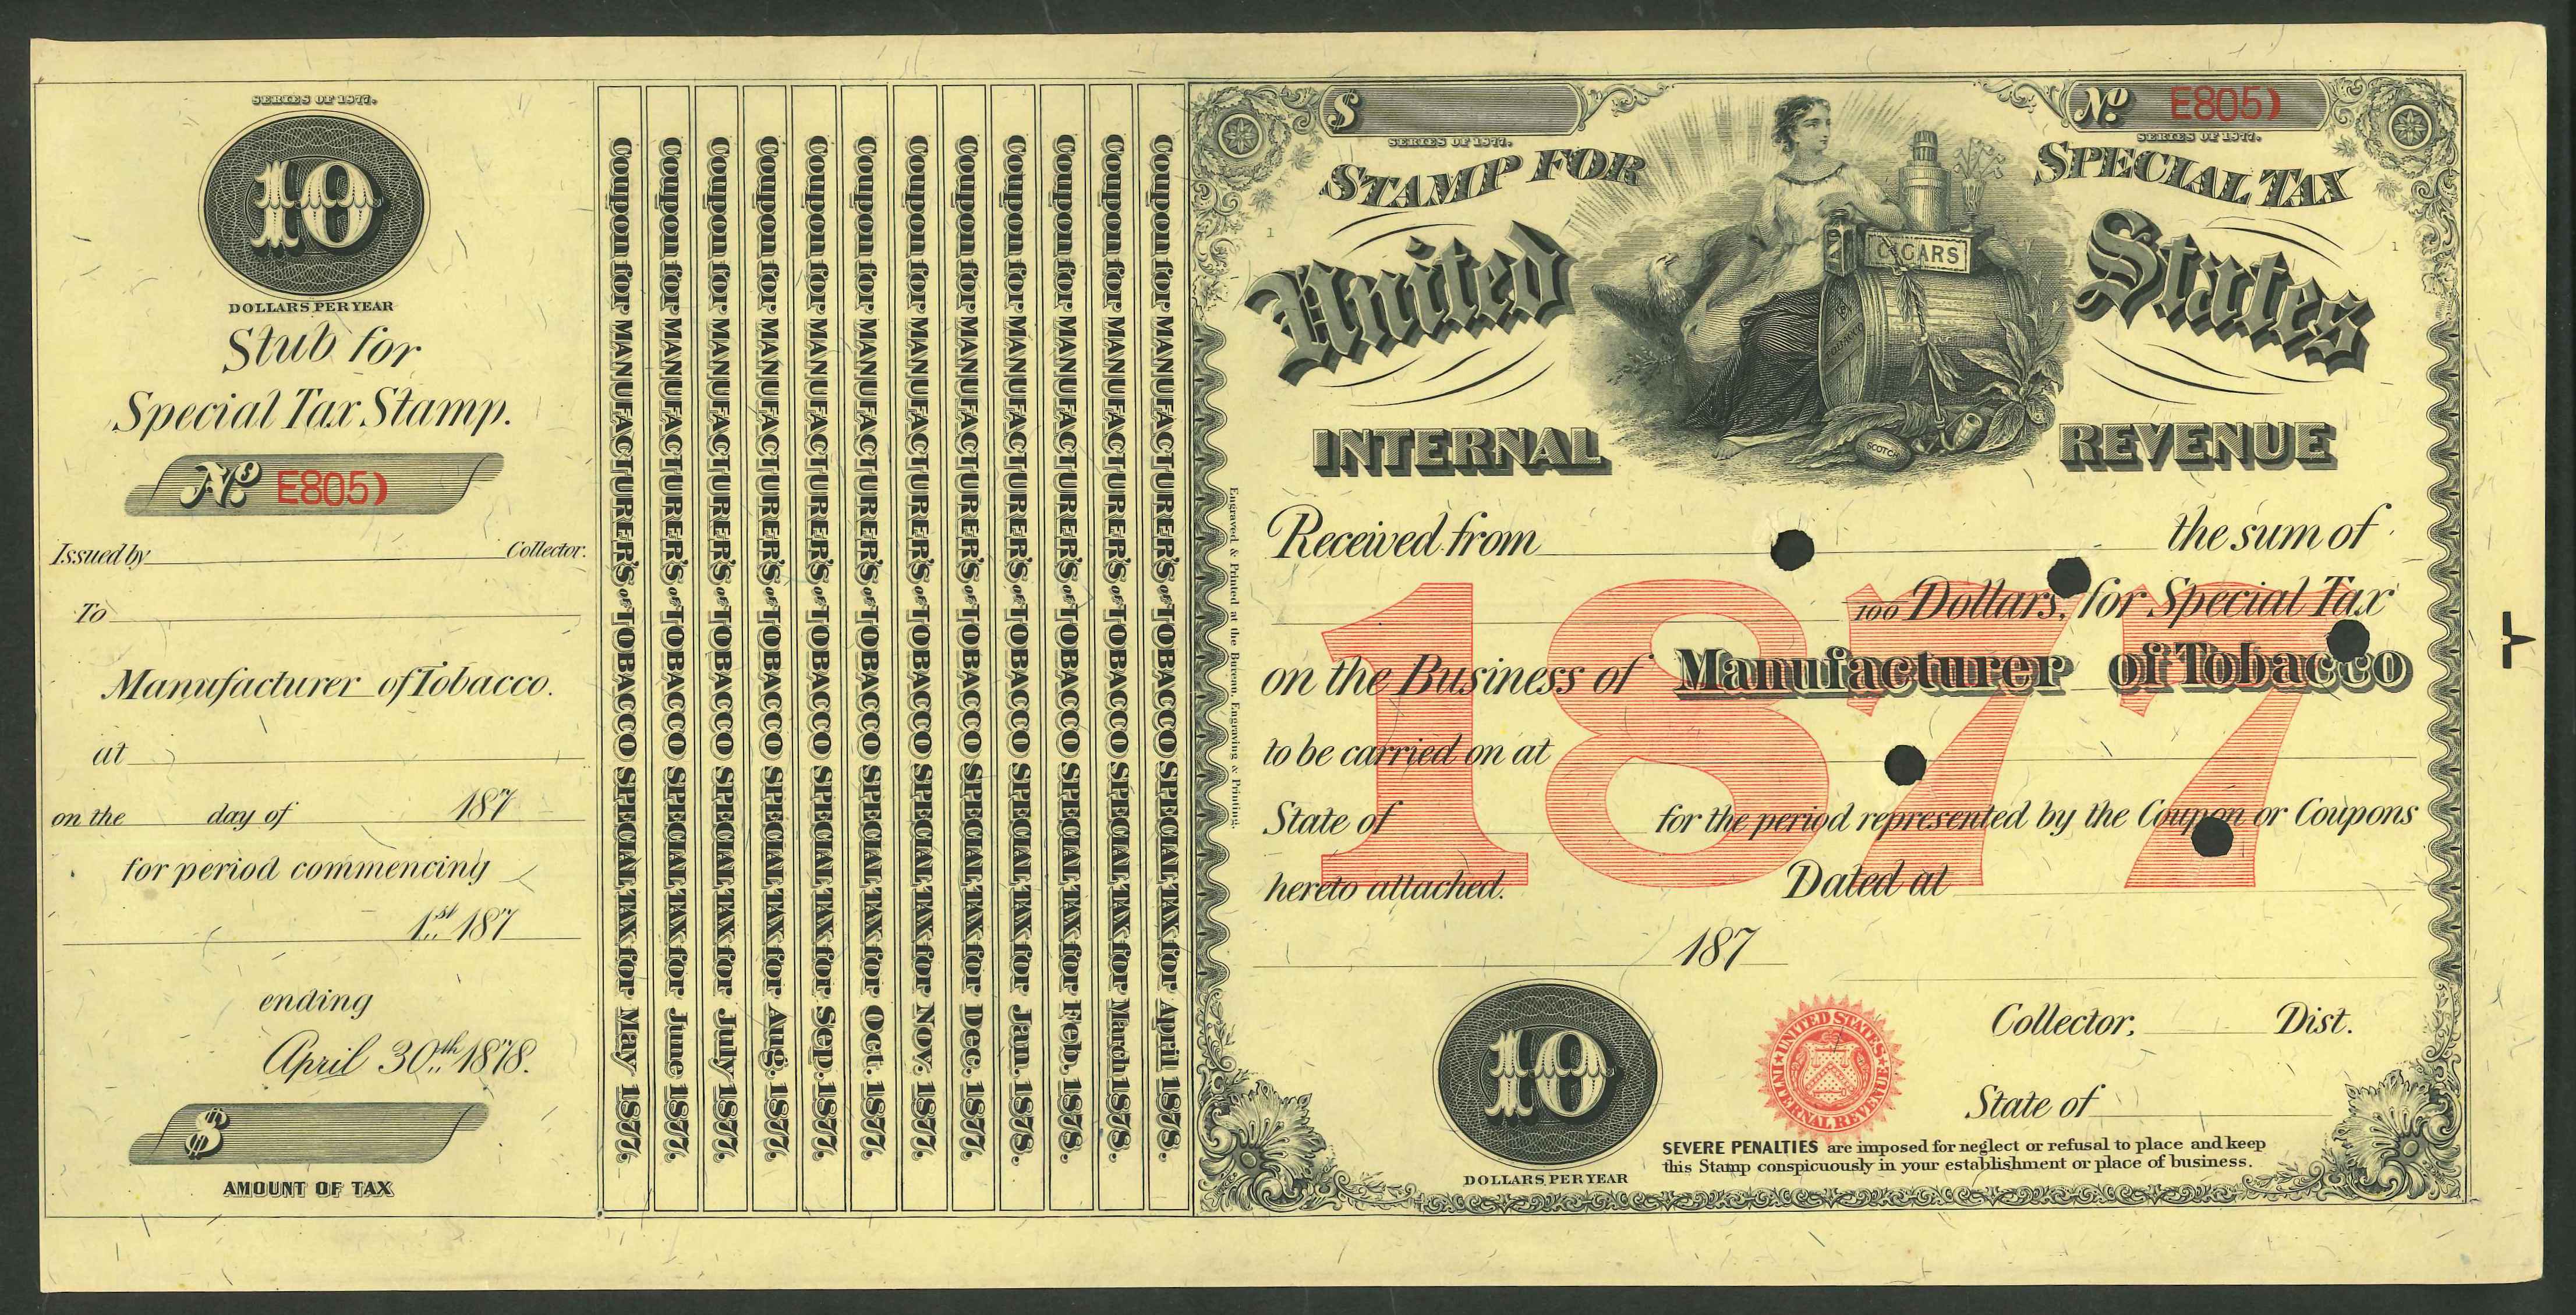 SERIES OF 1877.
10
DOLLARS PER YEAR
Stub for
Special Tax Stamp.
No E805)
Issued by Collector.
To
Manufacturer of Tobacco.
at
on the day of 187
for period commencing
1st 187
ending
April 30th 1878.
$
AMOUNT OF TAX
Coupon for MANUFACTURER'S of TOBACCO SPECIAL TAX for May 1877.
Coupon for MANUFACTURER'S of TOBACCO SPECIAL TAX for June 1877.
Coupon for MANUFACTURER'S of TOBACCO SPECIAL TAX for July 1877.
Coupon for MANUFACTURER'S of TOBACCO SPECIAL TAX for Aug. 1877.
Coupon for MANUFACTURER'S of TOBACCO SPECIAL TAX for Sep. 1877.
Coupon for MANUFACTURER'S of TOBACCO SPECIAL TAX for Oct. 1877.
Coupon for MANUFACTURER'S of TOBACCO SPECIAL TAX for Nov. 1877.
Coupon for MANUFACTURER'S of TOBACCO SPECIAL TAX for Dec. 1877.
Coupon for MANUFACTURER'S of TOBACCO SPECIAL TAX for Jan. 1878.
Coupon for MANUFACTURER'S of TOBACCO SPECIAL TAX for Feb. 1878.
Coupon for MANUFACTURER'S of TOBACCO SPECIAL TAX for March 1878.
Coupon for MANUFACTURER'S of TOBACCO SPECIAL TAX for April 1878.
Engraved & Printed at the Bureau, Engraving & Printing.
$ No E805)
SERIES OF 1877. SERIES OF 1877.
STAMP FOR SPECIAL TAX
1 1
United States
CIGARS
TOBACCO
SCOTCH
INTERNAL REVENUE
Received from the sum of
100 Dollars, for Special Tax
1877
on the Business of Manufacturer of Tobacco
to be carried on at
State of for the period represented by the Coupon or Coupons
hereto attached. Dated at
187
Collector, Dist.
State of
10
DOLLARS PER YEAR
UNITED STATES INTERNAL REVENUE
SEVERE PENALTIES are imposed for neglect or refusal to place and keep
this Stamp conspicuously in your establishment or place of business.